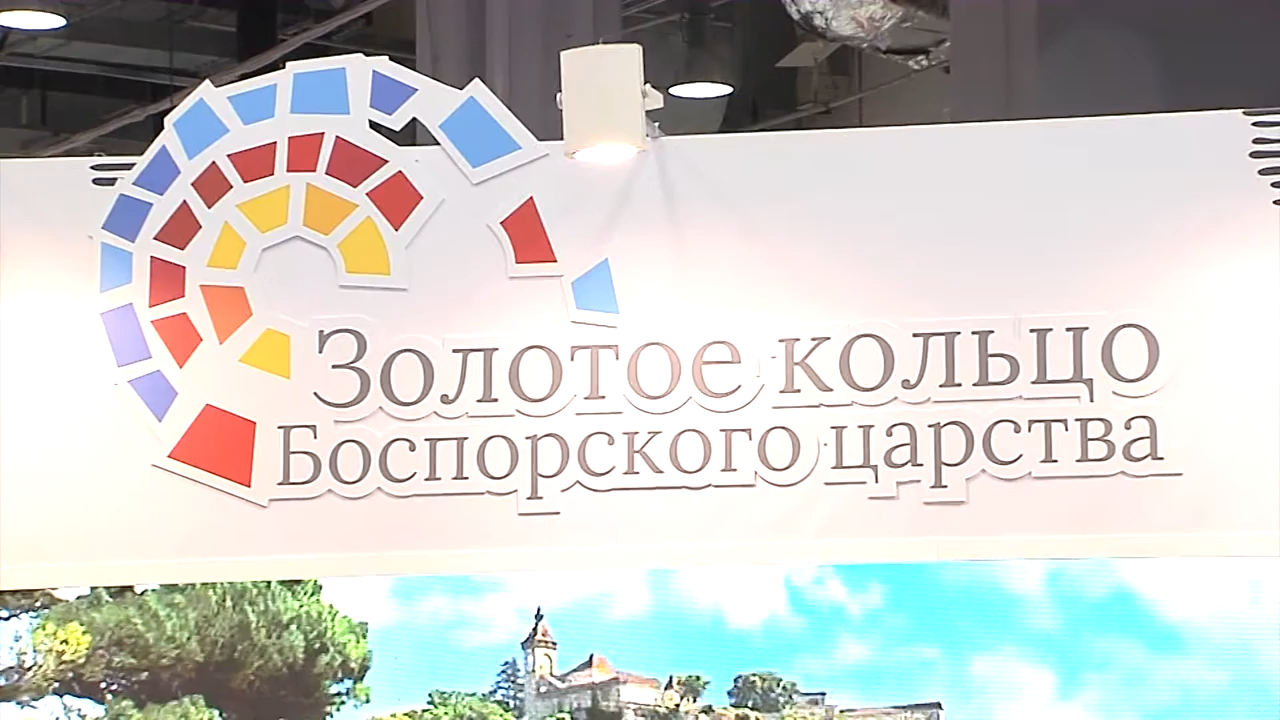 Золотое кольцо
Боспорского царства